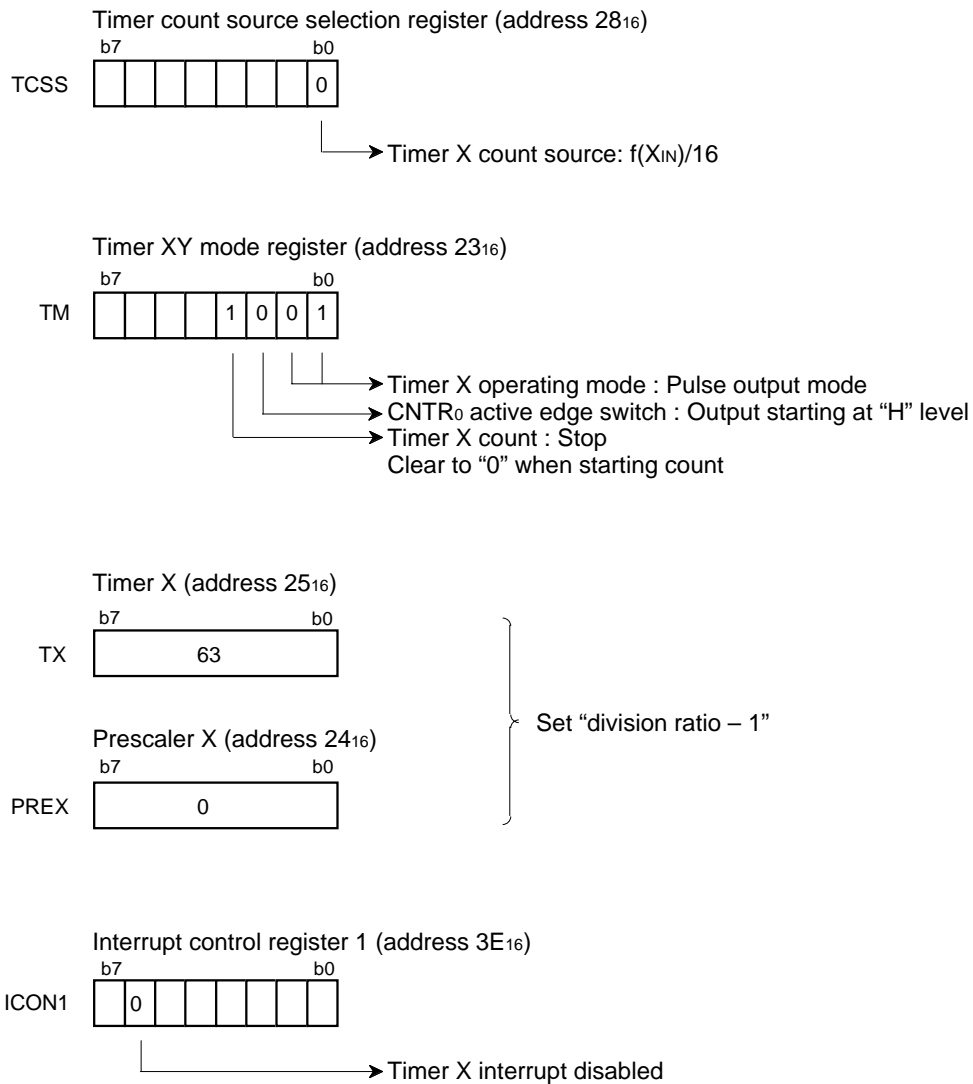 Timer count source selection register (address 2816)
b7 b0
TCSS 0
Timer X count source: f(XIN)/16
Timer XY mode register (address 2316)
b7 b0
TM 1 0 0 1
Timer X operating mode : Pulse output mode
CNTR0 active edge switch : Output starting at “H” level
Timer X count : Stop
Clear to “0” when starting count
Timer X (address 2516)
b7 b0
TX 63
Set “division ratio – 1”
Prescaler X (address 2416)
b7 b0
PREX 0
Interrupt control register 1 (address 3E16)
b7 b0
ICON1 0
Timer X interrupt disabled